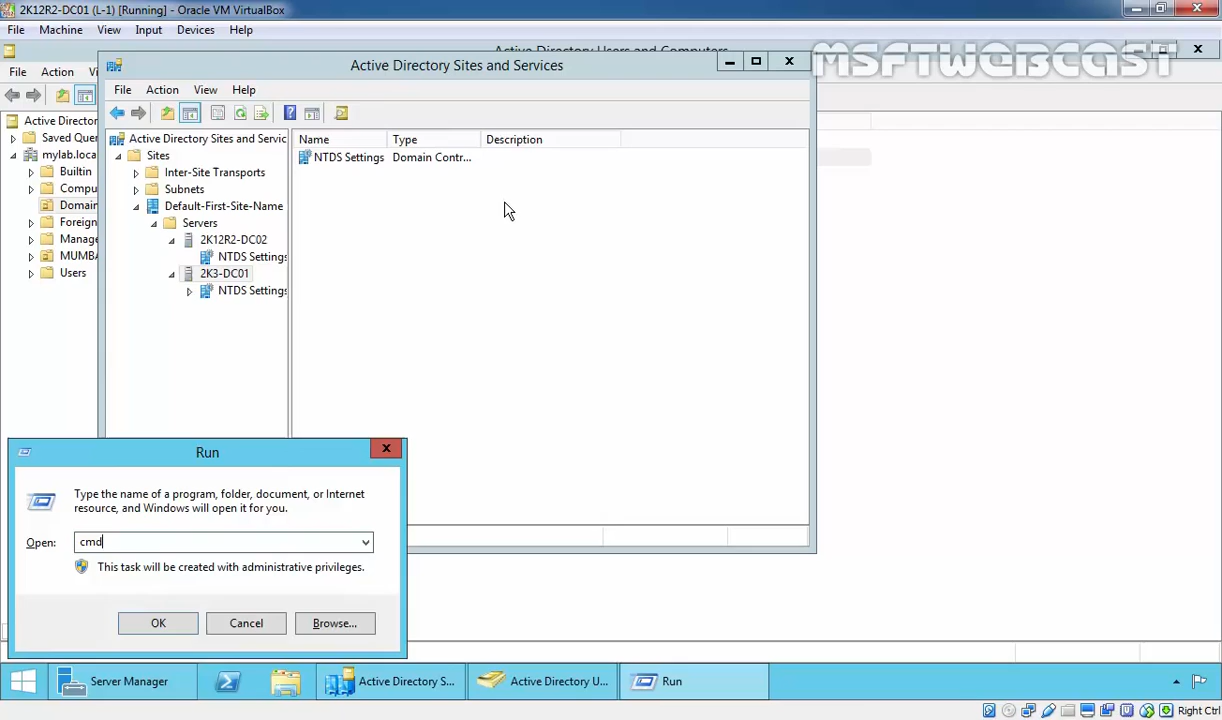 2K12R2-DC01 (L-1) [Running] - Oracle VM VirtualBox
File Machine View Input Devices Help
Active Directory Users and Computers
MSFTWEBCAST
File Action
Active Directory Sites and Services
File Action View Help
Active Director
Saved Quer
mylab.loca
Builtin
Compu
Domain
Foreign
Manage
MUMBA
Users
Active Directory Sites and Servic
Sites
Inter-Site Transports
Subnets
Default-First-Site-Name
Servers
2K12R2-DC02
NTDS Settings
2K3-DC01
NTDS Settings
Name Type Description
NTDS Settings Domain Contr...
Run
Type the name of a program, folder, document, or Internet
resource, and Windows will open it for you.
Open: cmd
This task will be created with administrative privileges.
OK Cancel Browse...
Server Manager Active Directory S... Active Directory U... Run
Right Ctrl